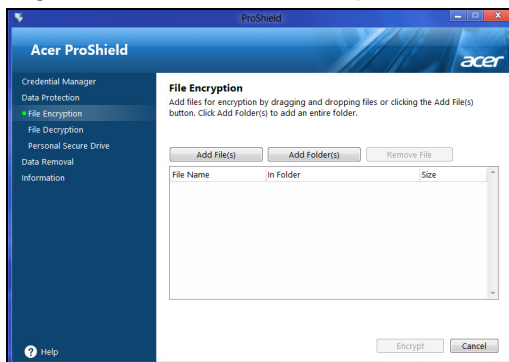 ProShield
Acer ProShield
acer
Credential Manager
Data Protection
File Encryption
File Decryption
Personal Secure Drive
Data Removal
Information
File Encryption
Add files for encryption by dragging and dropping files or clicking the Add File(s)
button. Click Add Folder(s) to add an entire folder.
Add File(s) Add Folder(s) Remove File
File Name In Folder Size
Encrypt Cancel
? Help